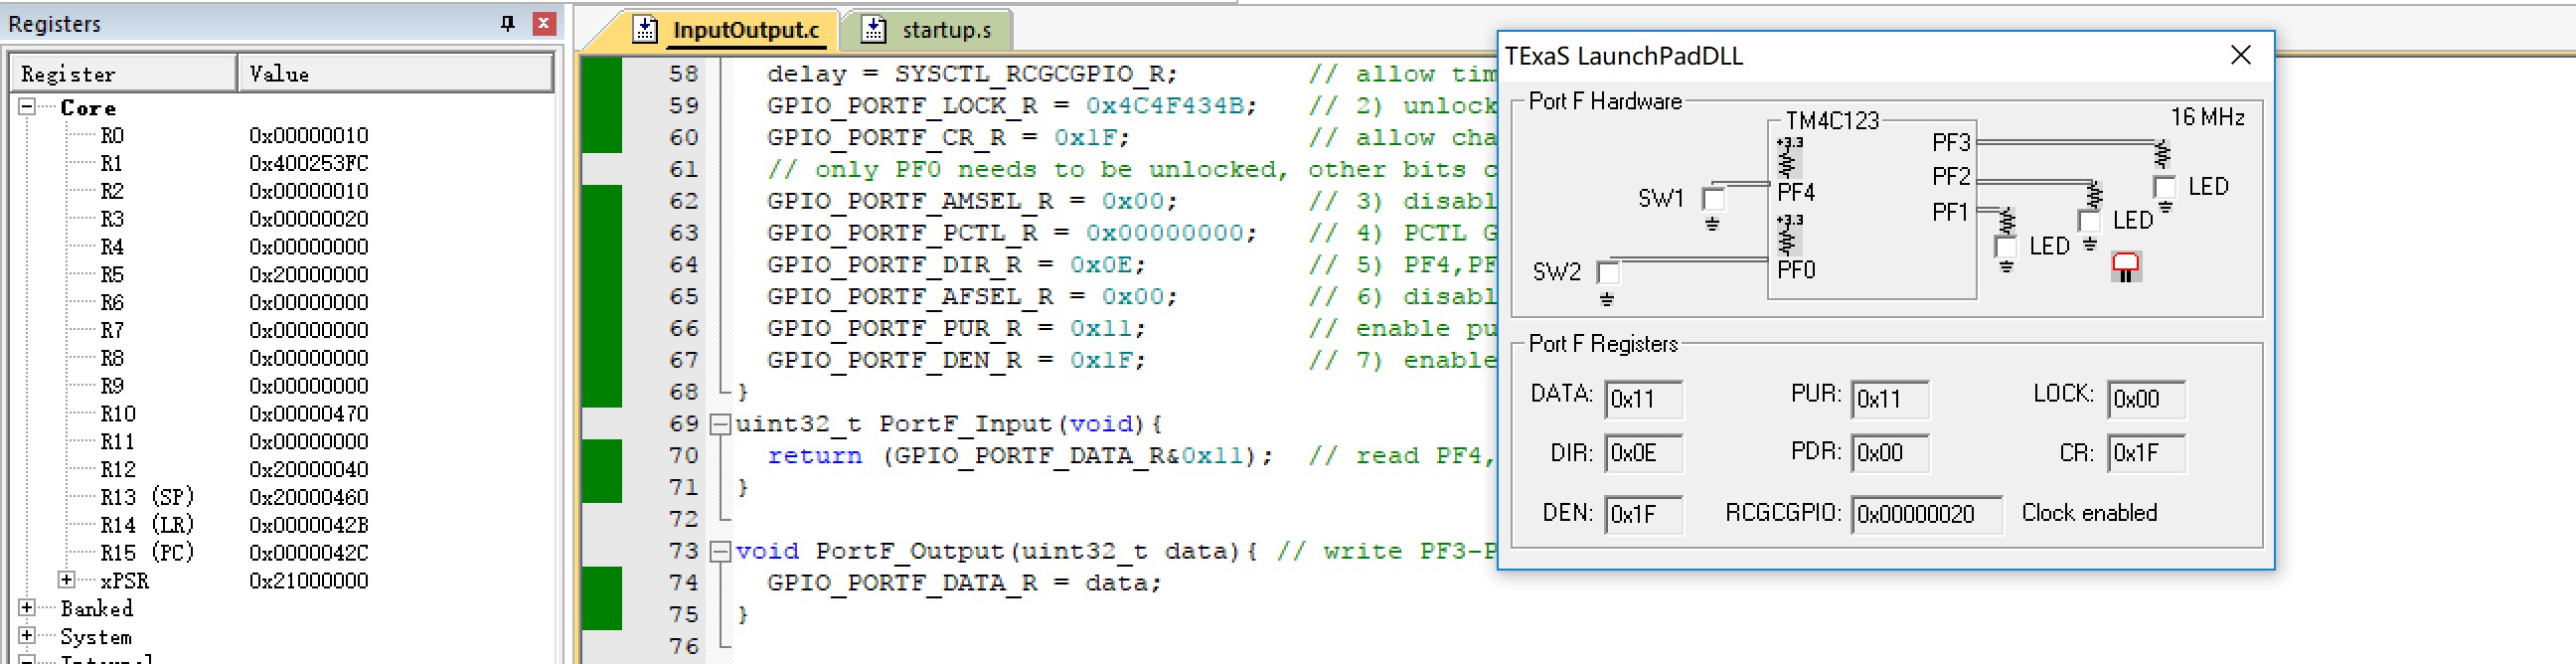 Registers
Register Value
Core
R0 0x00000010
R1 0x400253FC
R2 0x00000010
R3 0x00000020
R4 0x00000000
R5 0x20000000
R6 0x00000000
R7 0x00000000
R8 0x00000000
R9 0x00000000
R10 0x00000470
R11 0x00000000
R12 0x20000040
R13 (SP) 0x20000460
R14 (LR) 0x0000042B
R15 (PC) 0x0000042C
xPSR 0x21000000
Banked
System
InputOutput.c startup.s
58 delay = SYSCTL_RCGCGPIO_R; // allow tim
59 GPIO_PORTF_LOCK_R = 0x4C4F434B; // 2) unlock
60 GPIO_PORTF_CR_R = 0x1F; // allow cha
61 // only PF0 needs to be unlocked, other bits c
62 GPIO_PORTF_AMSEL_R = 0x00; // 3) disabl
63 GPIO_PORTF_PCTL_R = 0x00000000; // 4) PCTL G
64 GPIO_PORTF_DIR_R = 0x0E; // 5) PF4,PF
65 GPIO_PORTF_AFSEL_R = 0x00; // 6) disabl
66 GPIO_PORTF_PUR_R = 0x11; // enable pu
67 GPIO_PORTF_DEN_R = 0x1F; // 7) enable
68 }
69 uint32_t PortF_Input(void){
70 return (GPIO_PORTF_DATA_R&0x11); // read PF4,
71 }
72
73 void PortF_Output(uint32_t data){ // write PF3-P
74 GPIO_PORTF_DATA_R = data;
75 }
76
TExaS LaunchPadDLL
Port F Hardware
16 MHz
TM4C123
+3.3
PF3
PF2
LED
SW1
PF4
PF1
LED
+3.3
LED
SW2
PF0
Port F Registers
DATA: 0x11 PUR: 0x11 LOCK: 0x00
DIR: 0x0E PDR: 0x00 CR: 0x1F
DEN: 0x1F RCGCGPIO: 0x00000020 Clock enabled